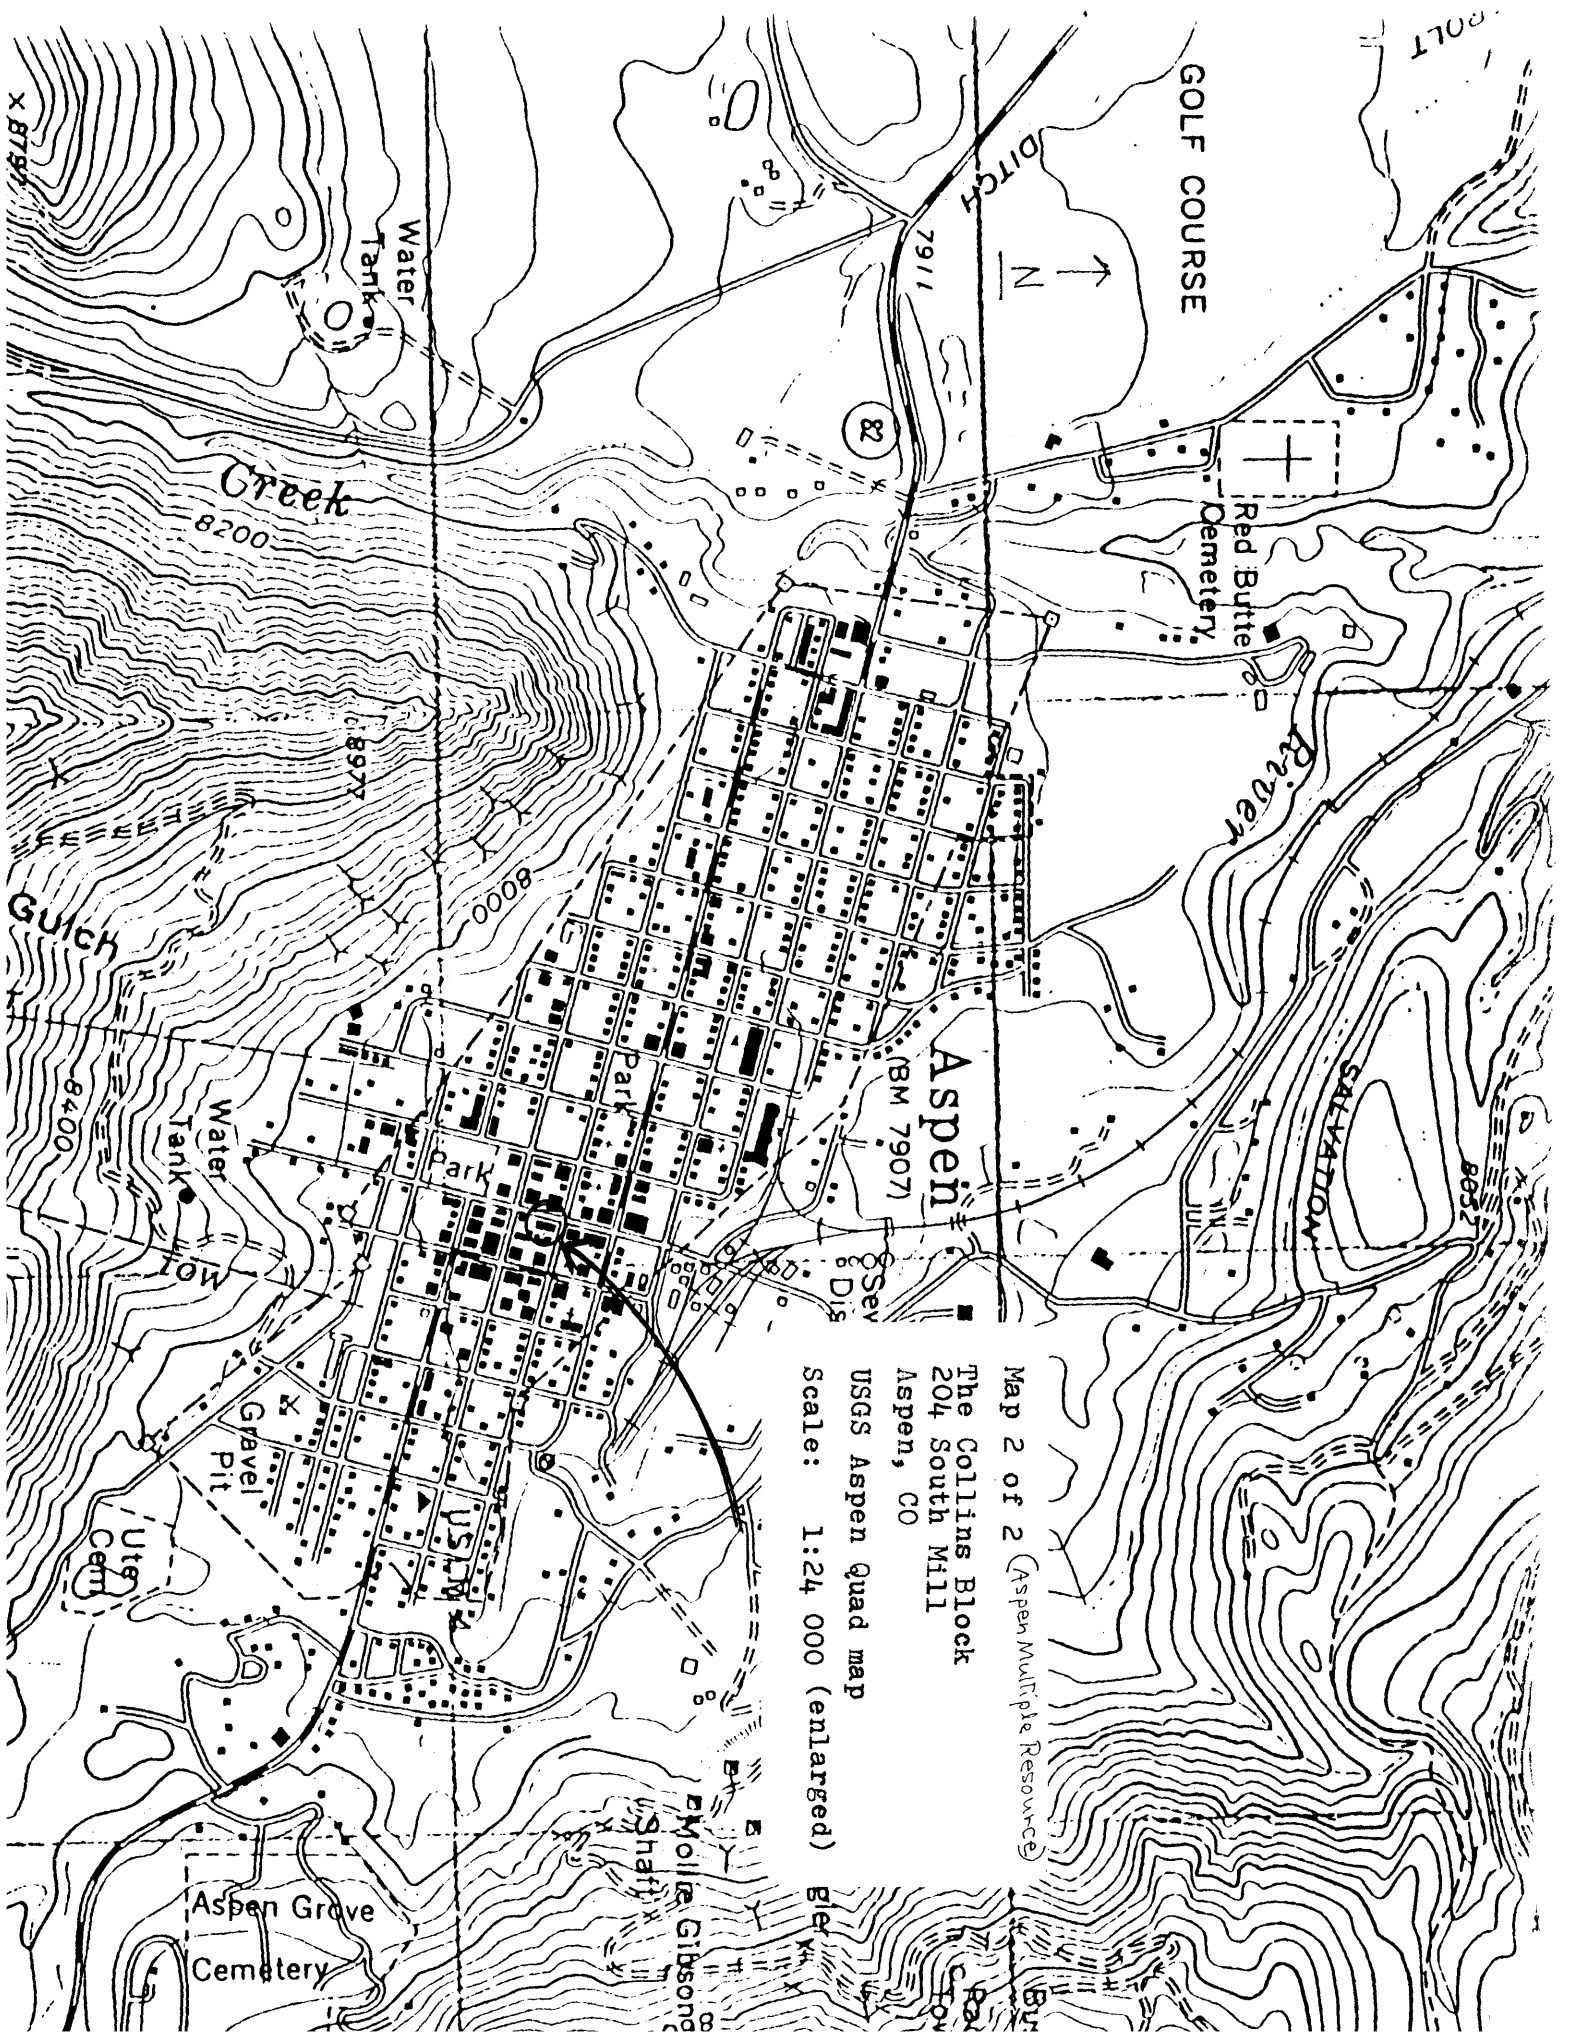 Map 2 of 2 (Aspen Multiple Resource)
The Collins Block
204 South Mill
Aspen, CO
USGS Aspen Quad map
Scale: 1:24 000 (enlarged)
GOLF COURSE
DITCH
N
7911
82
Water
Tank
Creek
8200
Red Butte
Cemetery
River
8977
8000
Gulch
8400
Aspen
(BM 7907)
SALVATION
8052
Park
Park
Water
Tank
Gravel
Pit
Ute
Cem
USLM
Mollie Gibson
Shaft
Aspen Grove
Cemetery